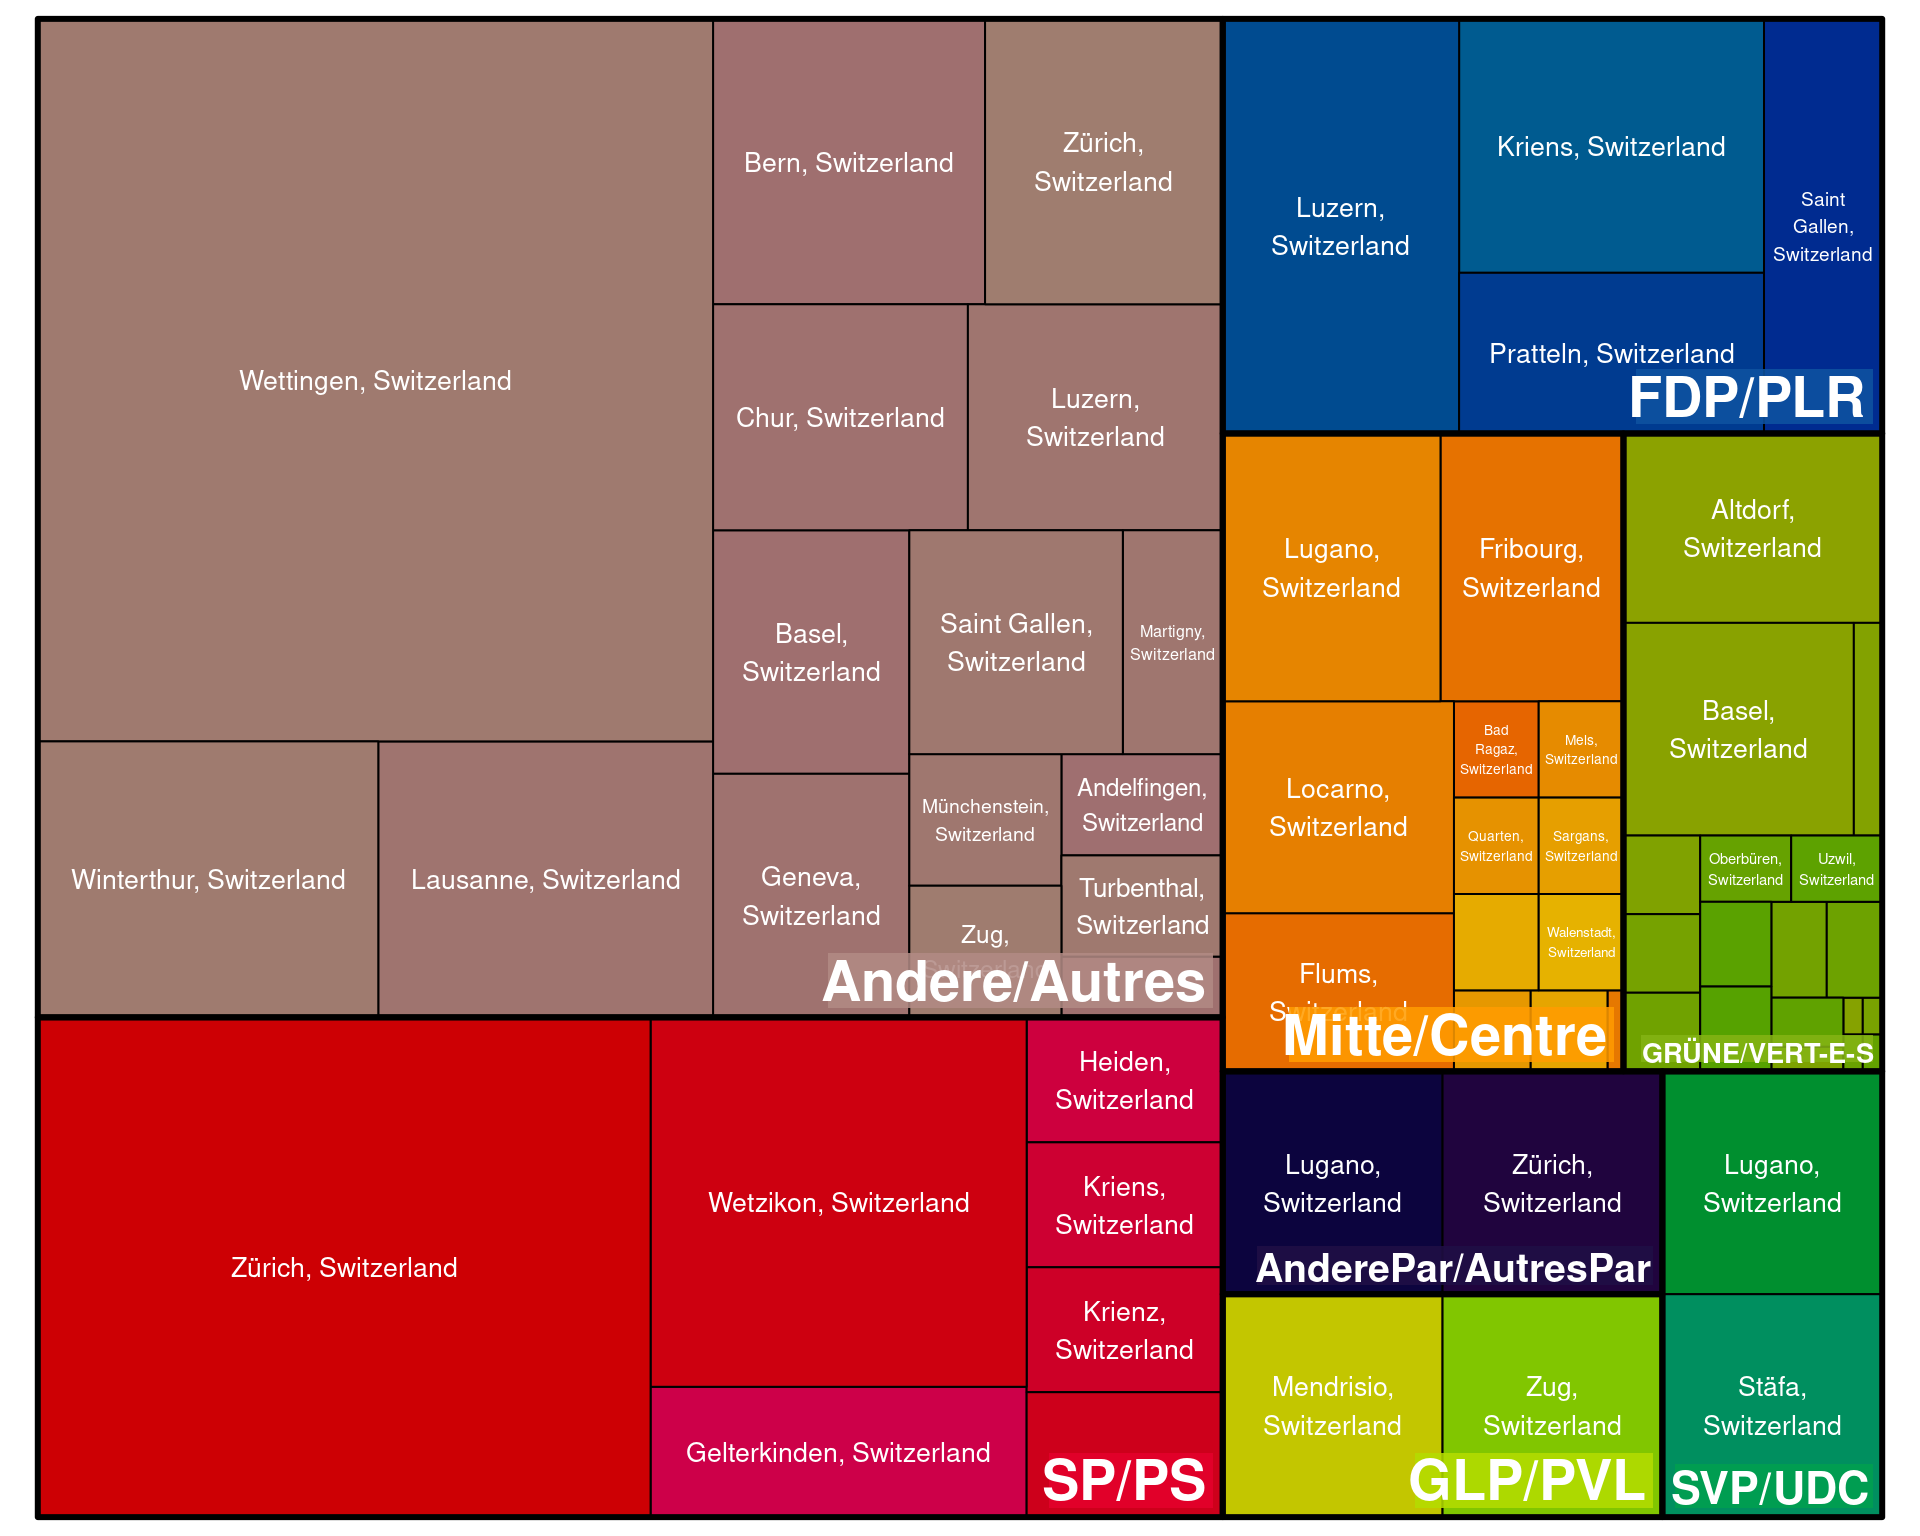 Wettingen, Switzerland
Bern, Switzerland
Zürich,
Switzerland
Chur, Switzerland
Luzern,
Switzerland
Basel,
Switzerland
Saint Gallen,
Switzerland
Martigny,
Switzerland
Winterthur, Switzerland
Lausanne, Switzerland
Geneva,
Switzerland
Münchenstein,
Switzerland
Andelfingen,
Switzerland
Turbenthal,
Switzerland
Zug,
Switzerland
Andere/Autres
Zürich, Switzerland
Wetzikon, Switzerland
Gelterkinden, Switzerland
Heiden,
Switzerland
Kriens,
Switzerland
Krienz,
Switzerland
SP/PS
Luzern,
Switzerland
Kriens, Switzerland
Pratteln, Switzerland
Saint
Gallen,
Switzerland
FDP/PLR
Lugano,
Switzerland
Fribourg,
Switzerland
Locarno,
Switzerland
Bad
Ragaz,
Switzerland
Mels,
Switzerland
Quarten,
Switzerland
Sargans,
Switzerland
Walenstadt,
Switzerland
Flums,
Switzerland
Mitte/Centre
Altdorf,
Switzerland
Basel,
Switzerland
Oberbüren,
Switzerland
Uzwil,
Switzerland
GRÜNE/VERT-E-S
Lugano,
Switzerland
Zürich,
Switzerland
AnderePar/AutresPar
Mendrisio,
Switzerland
Zug,
Switzerland
GLP/PVL
Lugano,
Switzerland
Stäfa,
Switzerland
SVP/UDC